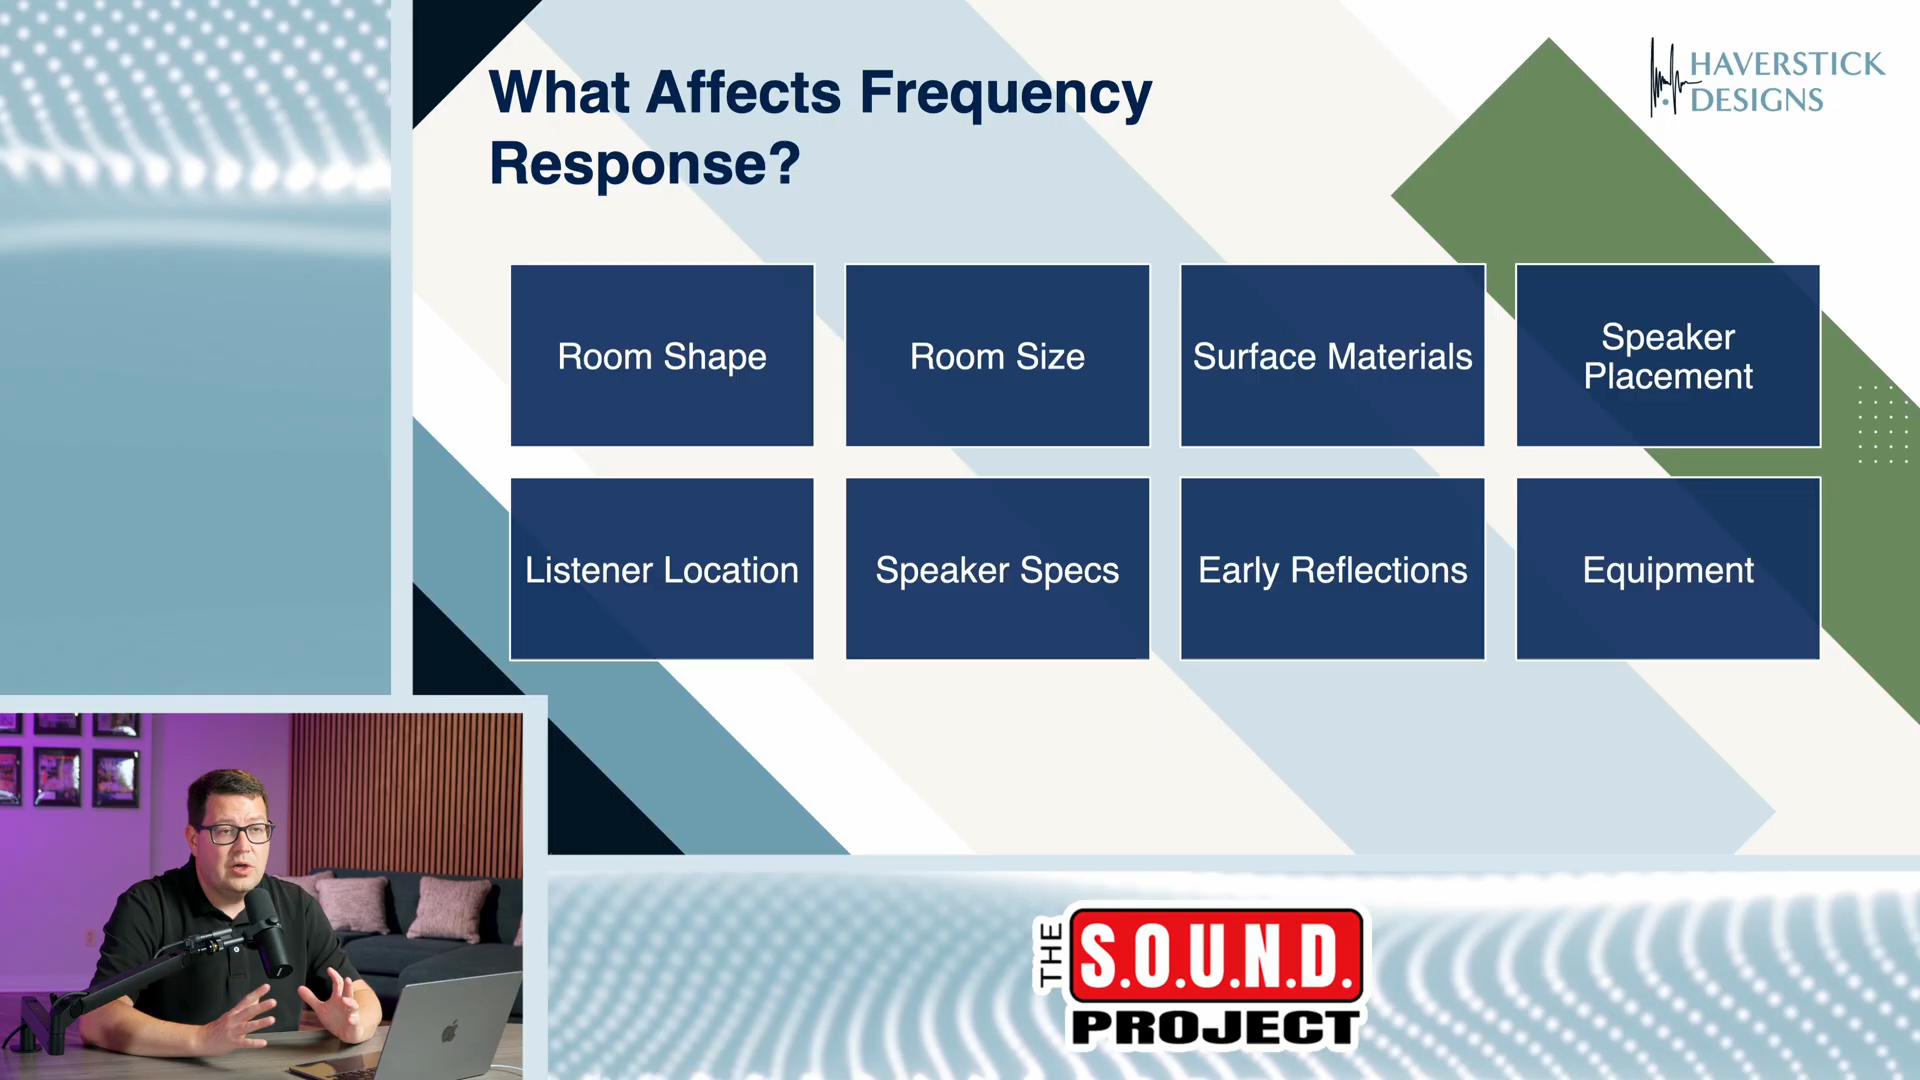 What Affects Frequency
Response?
HAVERSTICK
DESIGNS
Room Shape
Room Size
Surface Materials
Speaker
Placement
Listener Location
Speaker Specs
Early Reflections
Equipment
THE
S.O.U.N.D.
PROJECT